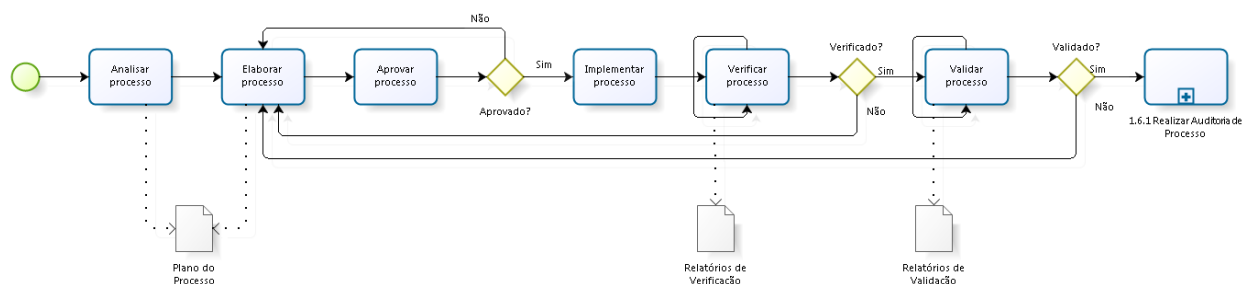 Não
Analisar
processo
Elaborar
processo
Aprovar
processo
Sim
Aprovado?
Implementar
processo
Verificar
processo
Verificado?
Sim
Não
Validar
processo
Validado?
Sim
Não
1.6.1 Realizar Auditoria de
Processo
Plano do
Processo
Relatórios de
Verificação
Relatórios de
Validação